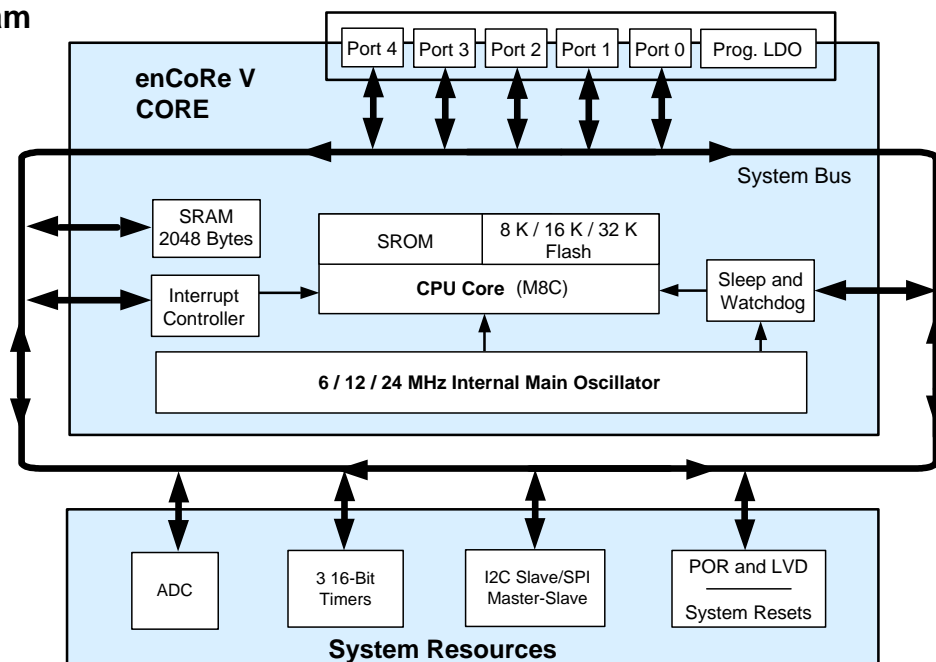 am
Port 4
Port 3
Port 2
Port 1
Port 0
Prog. LDO
enCoRe V
CORE
System Bus
SRAM
2048 Bytes
SROM
8 K / 16 K / 32 K
Flash
Interrupt
Controller
CPU Core (M8C)
Sleep and
Watchdog
6 / 12 / 24 MHz Internal Main Oscillator
ADC
3 16-Bit
Timers
I2C Slave/SPI
Master-Slave
POR and LVD
System Resets
System Resources